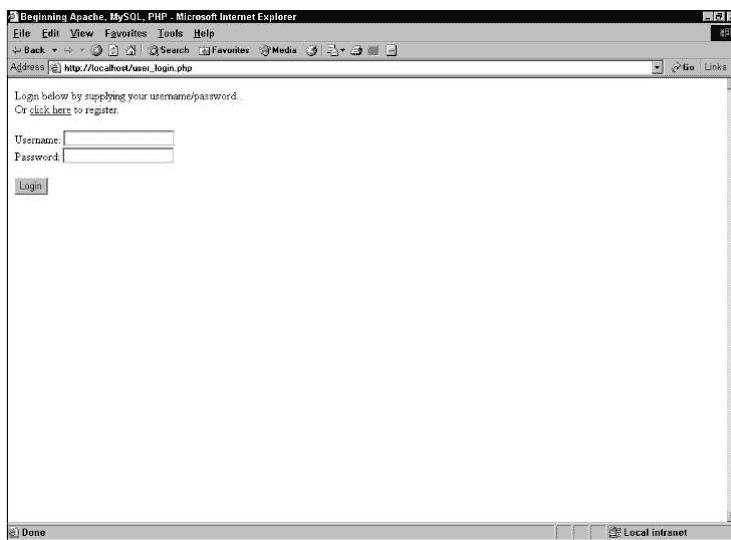 Beginning Apache, MySQL, PHP - Microsoft Internet Explorer
File Edit View Favorites Tools Help
Back Search Favorites Media
Address http://localhost/user_login.php Go Links
Login below by supplying your username/password...
Or click here to register.
Username:
Password:
Login
Done Local intranet